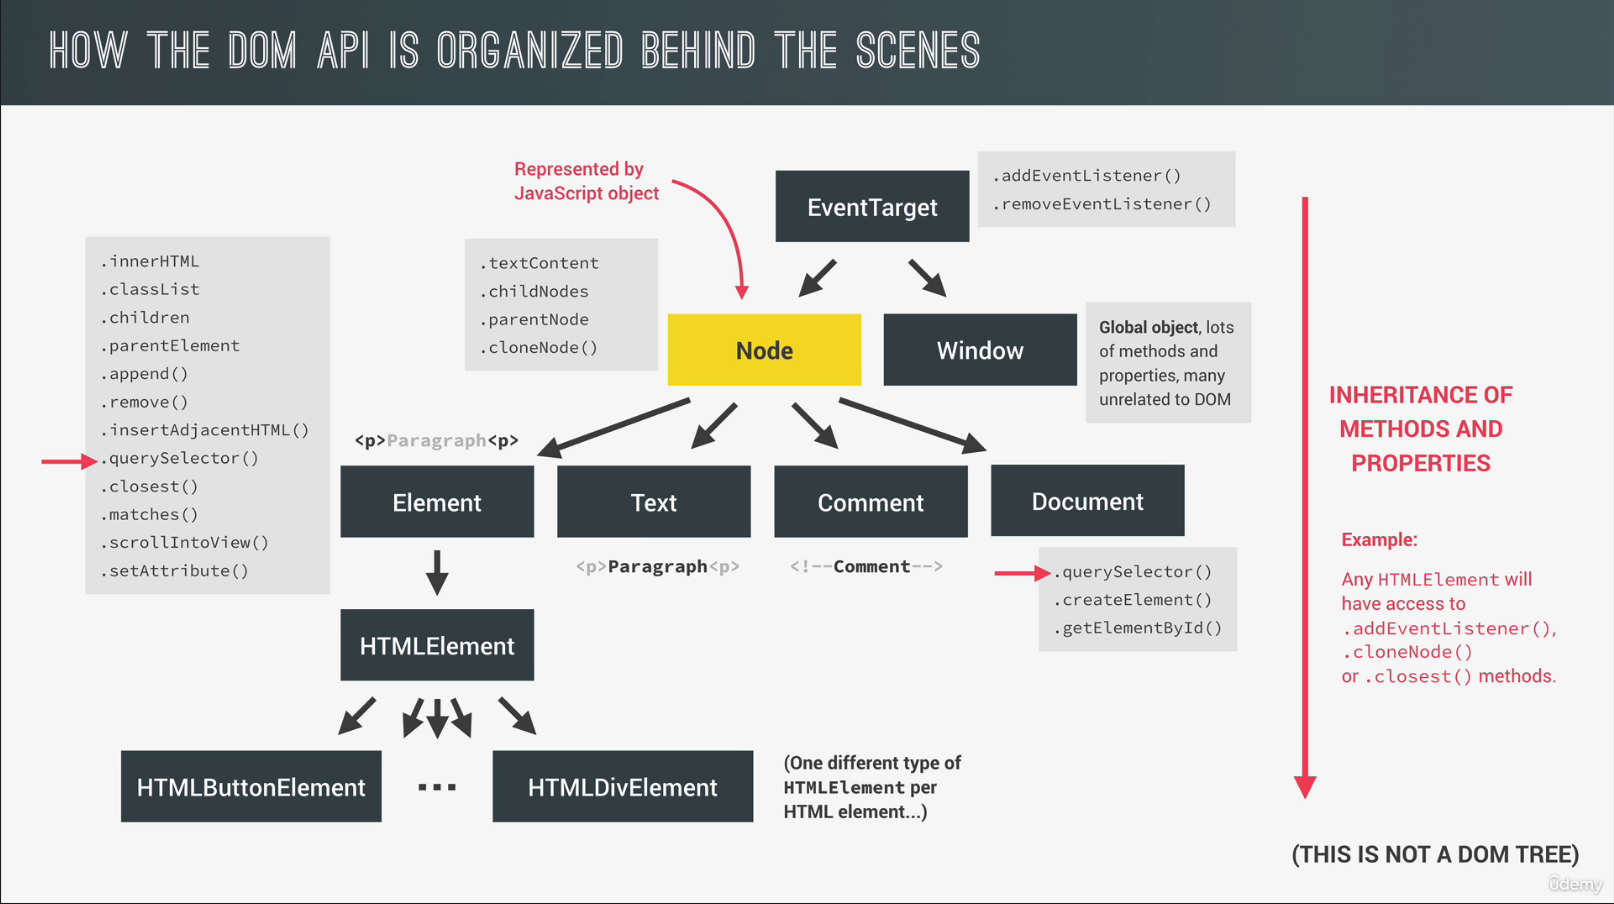 HOW THE DOM API IS ORGANIZED BEHIND THE SCENES
Represented by
JavaScript object
EventTarget
.addEventListener()
.removeEventListener()
.textContent
.childNodes
.parentNode
.cloneNode()
Node
Window
Global object, lots
of methods and
properties, many
unrelated to DOM
.innerHTML
.classList
.children
.parentElement
.append()
.remove()
.insertAdjacentHTML()
.querySelector()
.closest()
.matches()
.scrollIntoView()
.setAttribute()
<p>Paragraph<p>
Element
Text
Comment
Document
<p>Paragraph<p>
<!--Comment-->
.querySelector()
.createElement()
.getElementById()
HTMLElement
HTMLButtonElement
...
HTMLDivElement
(One different type of
HTMLElement per
HTML element...)
INHERITANCE OF
METHODS AND
PROPERTIES
Example:
Any HTMLElement will
have access to
.addEventListener(),
.cloneNode()
or .closest() methods.
(THIS IS NOT A DOM TREE)
ûdemy